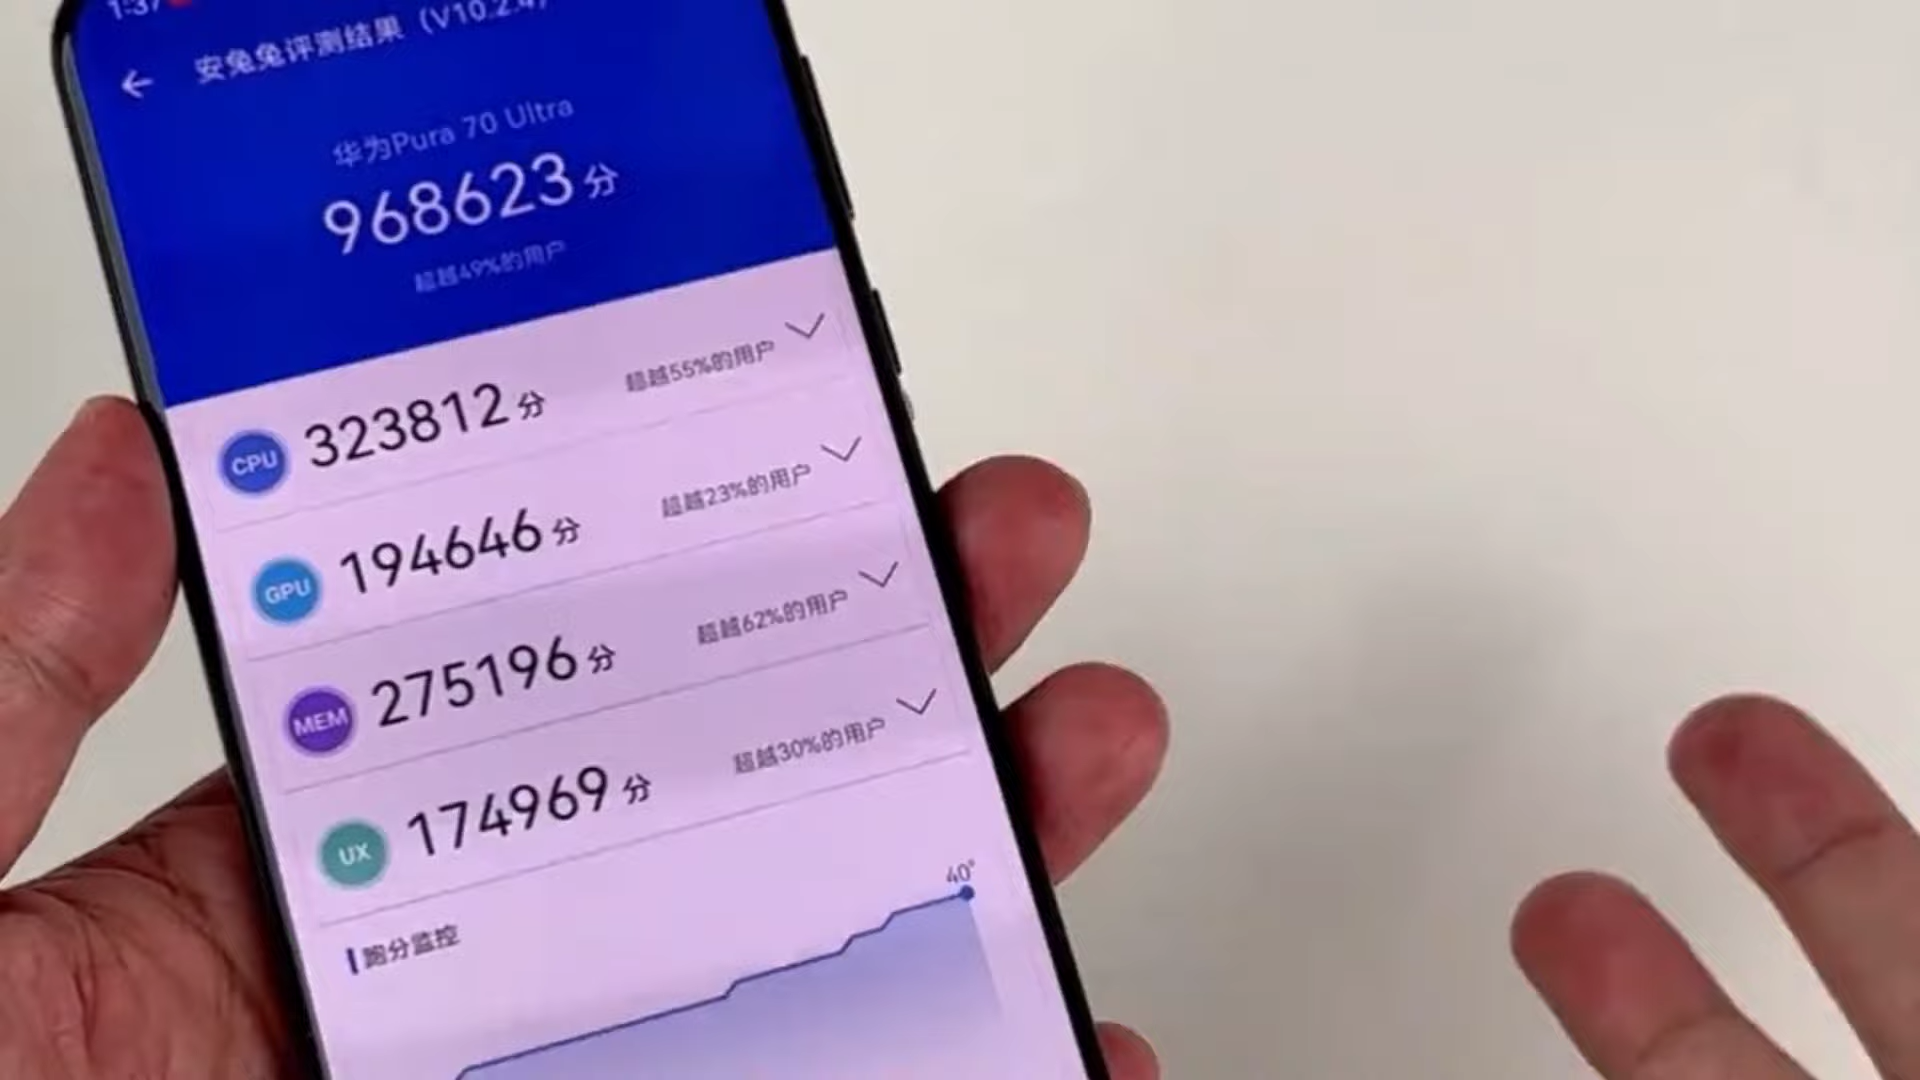 1:37
安兔兔评测结果（V10.2.4）
华为Pura 70 Ultra
968623分
超越49%的用户
CPU 323812分 超越55%的用户
GPU 194646分 超越23%的用户
MEM 275196分 超越62%的用户
UX 174969分 超越30%的用户
跑分监控
40°